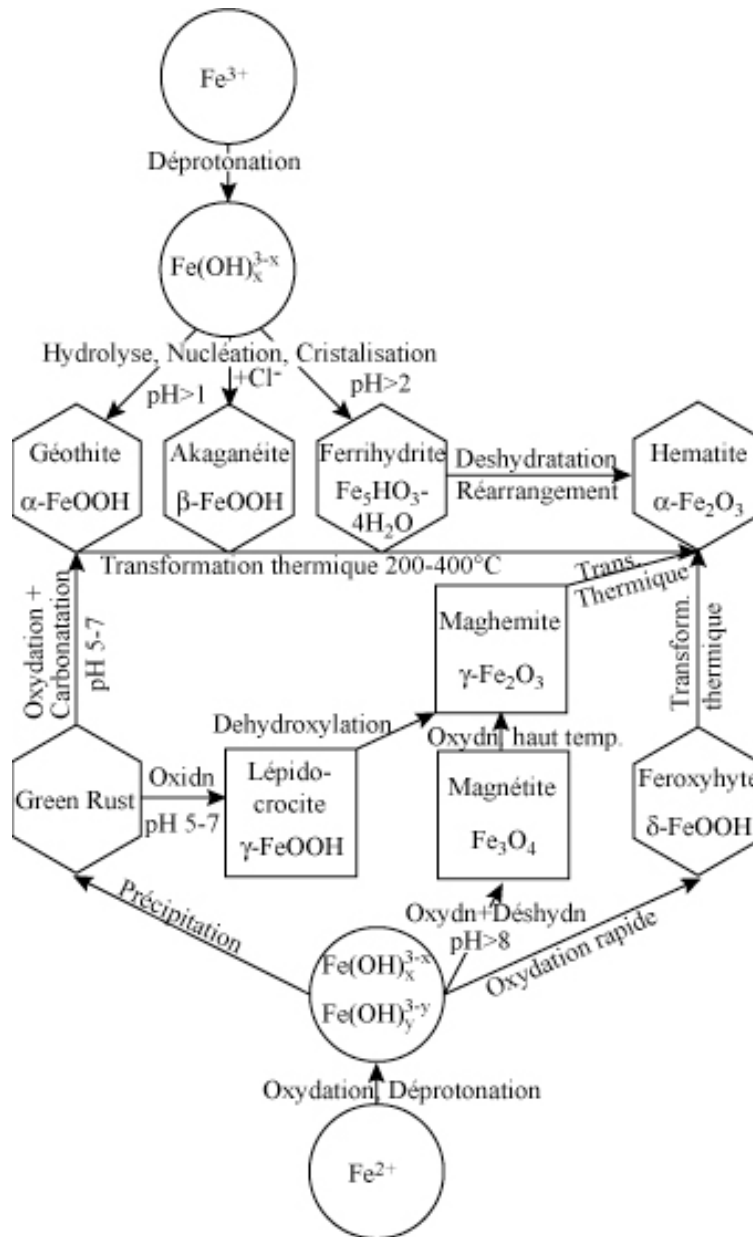 Fe³⁺
Déprotonation
Fe(OH)ₓ³⁻ˣ
Hydrolyse, Nucléation, Cristalisation
pH>1
+Cl⁻
pH>2
Géothite
α-FeOOH
Akaganéite
β-FeOOH
Ferrihydrite
Fe₅HO₃-
4H₂O
Deshydratation
Réarrangement
Hematite
α-Fe₂O₃
Transformation thermique 200-400°C
Trans.
Thermique
Oxydation +
Carbonatation
pH 5-7
Maghemite
γ-Fe₂O₃
Transform.
thermique
Dehydroxylation
Oxydn haut temp.
Green Rust
Oxidn
pH 5-7
Lépido-
crocite
γ-FeOOH
Magnétite
Fe₃O₄
Feroxyhyte
δ-FeOOH
Précipitation
Oxydn+Déshydn
pH>8
Oxydation rapide
Fe(OH)ₓ³⁻ˣ
Fe(OH)ᵧ³⁻ʸ
Oxydation, Déprotonation
Fe²⁺